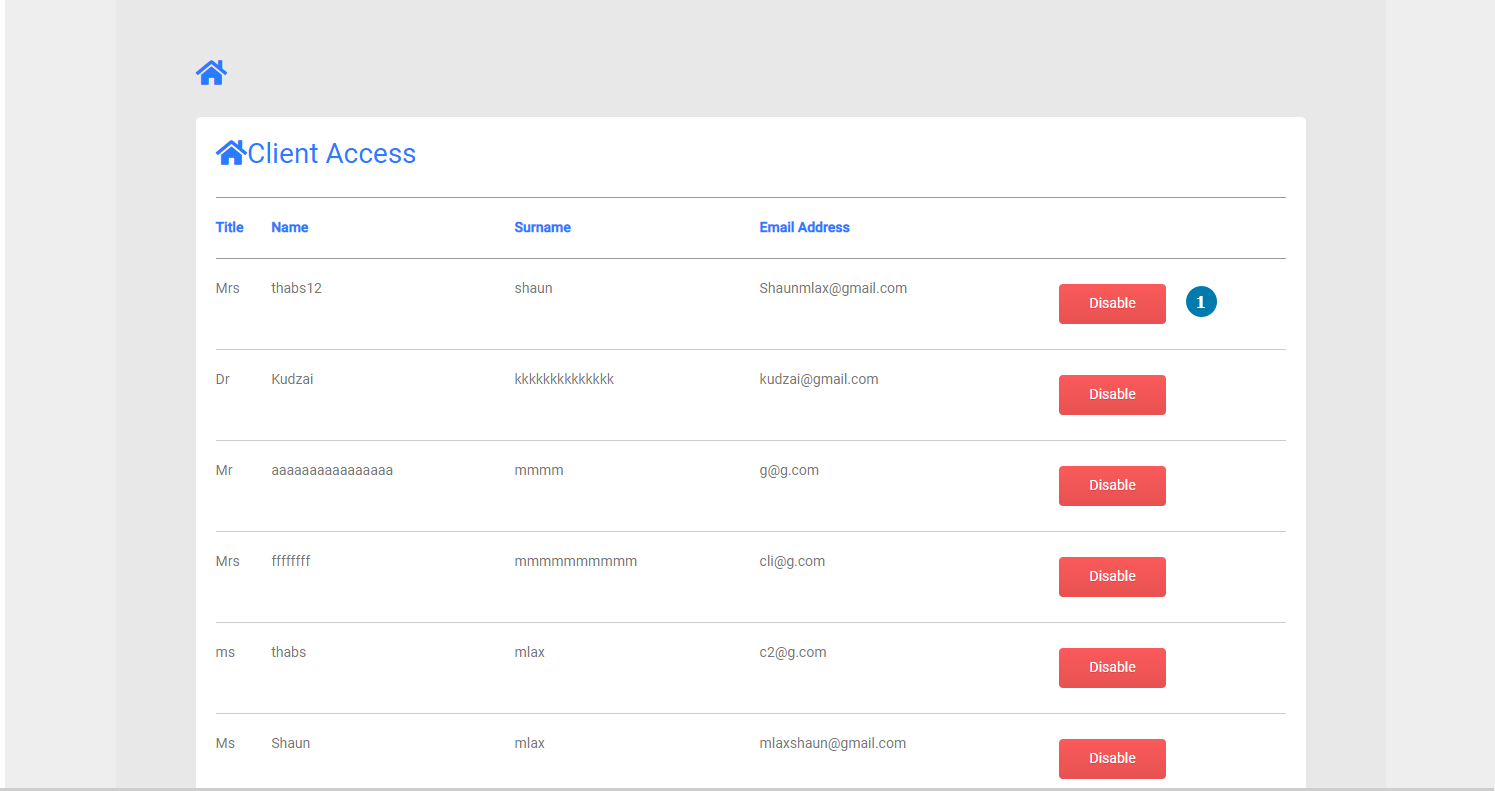 Client Access
Title Name Surname Email Address
Mrs thabs12 shaun Shaunmlax@gmail.com Disable 1
Dr Kudzai kkkkkkkkkkkkkk kudzai@gmail.com Disable
Mr aaaaaaaaaaaaaaaa mmmm g@g.com Disable
Mrs ffffffff mmmmmmmmmm cli@g.com Disable
ms thabs mlax c2@g.com Disable
Ms Shaun mlax mlaxshaun@gmail.com Disable